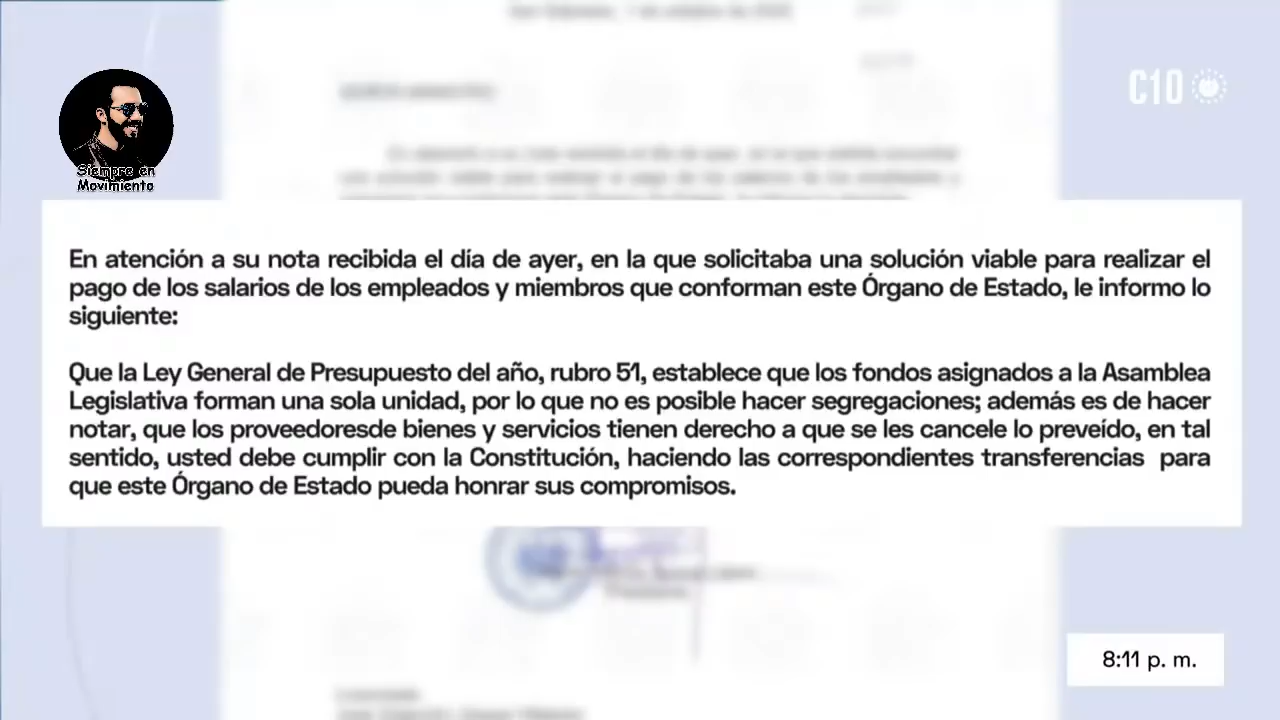 C10
Siempre en
Movimiento
En atención a su nota recibida el día de ayer, en la que solicitaba una solución viable para realizar el
pago de los salarios de los empleados y miembros que conforman este Órgano de Estado, le informo lo
siguiente:
Que la Ley General de Presupuesto del año, rubro 51, establece que los fondos asignados a la Asamblea
Legislativa forman una sola unidad, por lo que no es posible hacer segregaciones; además es de hacer
notar, que los proveedoresde bienes y servicios tienen derecho a que se les cancele lo preveído, en tal
sentido, usted debe cumplir con la Constitución, haciendo las correspondientes transferencias para
que este Órgano de Estado pueda honrar sus compromisos.
8:11 p. m.